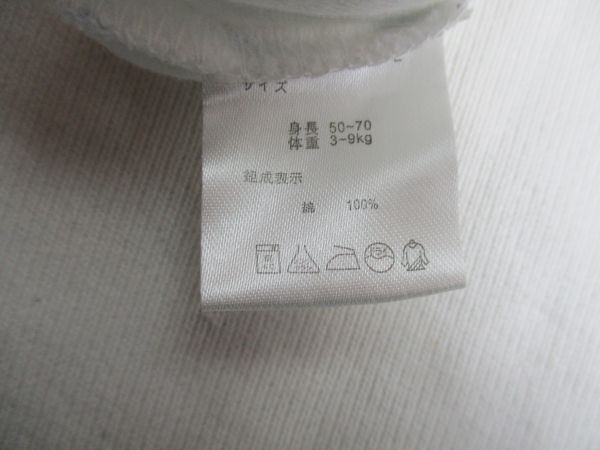 サイズ
身長 50~70
体重 3~9kg
組成表示
綿 100%